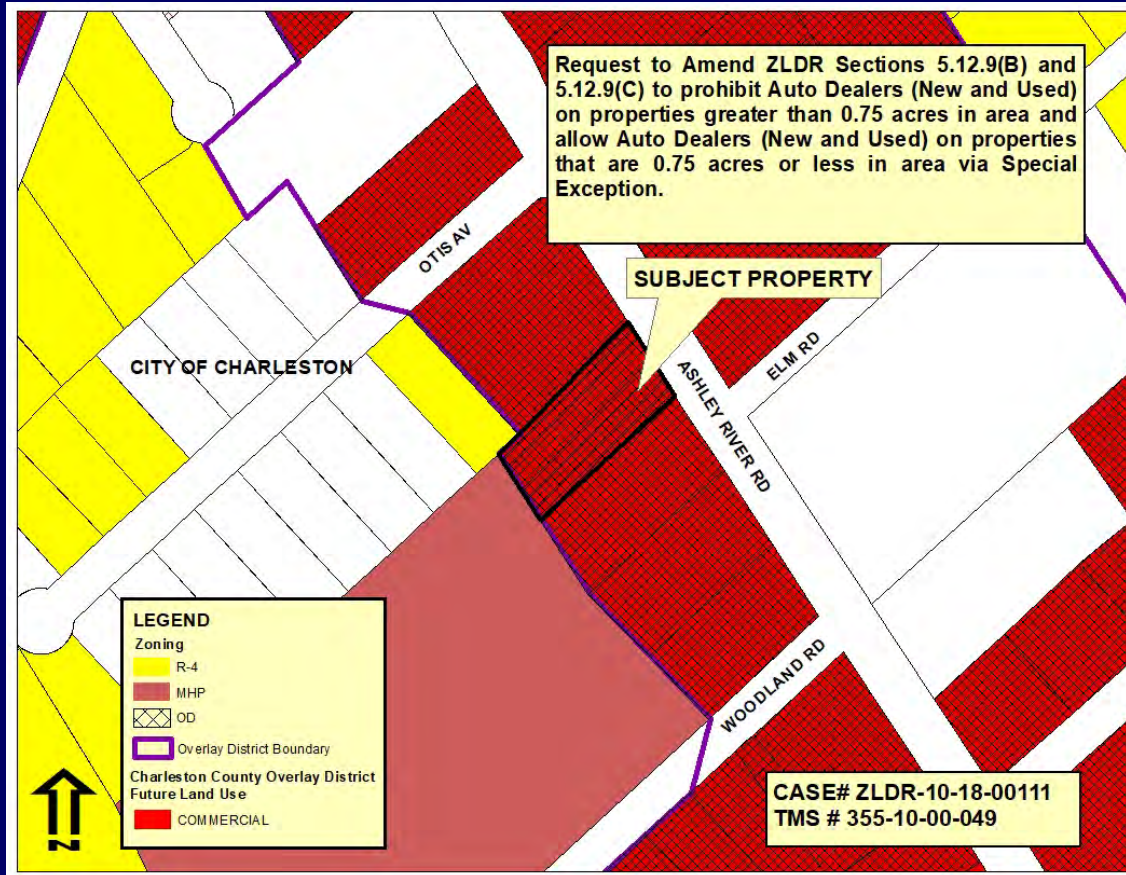 Request to Amend ZLDR Sections 5.12.9(B) and
5.12.9(C) to prohibit Auto Dealers (New and Used)
on properties greater than 0.75 acres in area and
allow Auto Dealers (New and Used) on properties
that are 0.75 acres or less in area via Special
Exception.
OTIS AV
SUBJECT PROPERTY
CITY OF CHARLESTON
ELM RD
ASHLEY RIVER RD
WOODLAND RD
LEGEND
Zoning
R-4
MHP
OD
Overlay District Boundary
Charleston County Overlay District
Future Land Use
COMMERCIAL
N
CASE# ZLDR-10-18-00111
TMS # 355-10-00-049